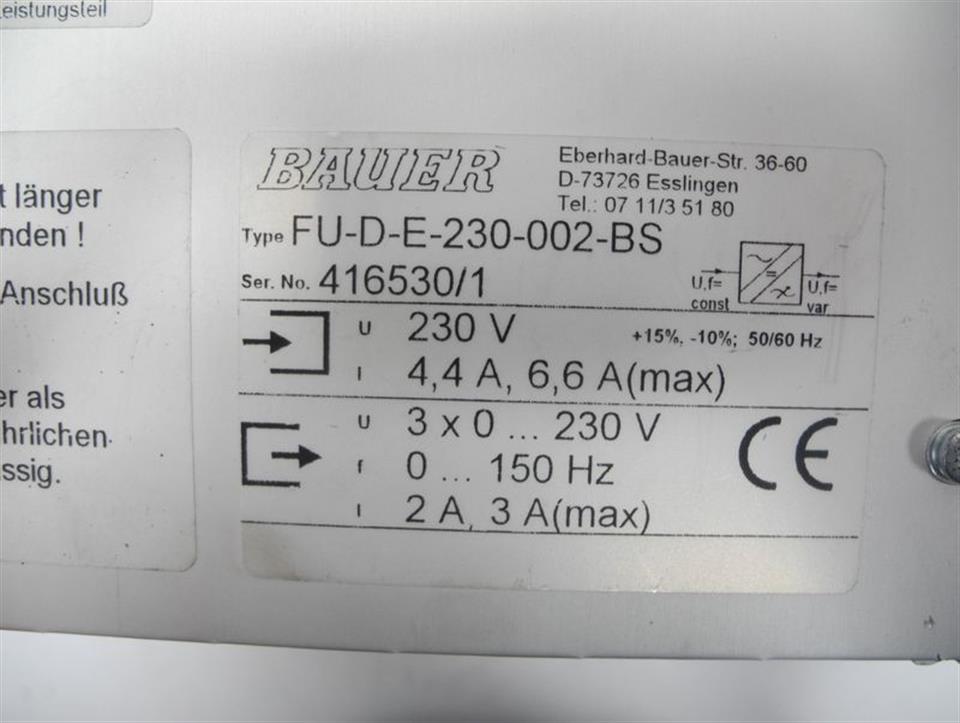 Leistungsteil
t länger
nden !
Anschluß
er als
hrlichen
ssig.
BAUER
Eberhard-Bauer-Str. 36-60
D-73726 Esslingen
Tel.: 07 11/3 51 80
Type FU-D-E-230-002-BS
Ser. No. 416530/1
U,f= const
U,f= var
U 230 V +15%, -10%; 50/60 Hz
I 4,4 A, 6,6 A(max)
U 3 x 0 ... 230 V
f 0 ... 150 Hz
I 2 A, 3 A(max)
CE